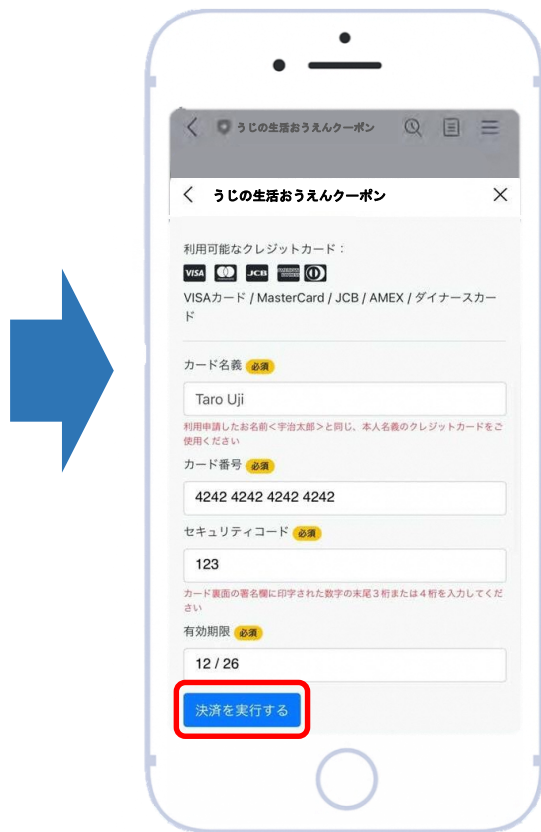 うじの生活おうえんクーポン
うじの生活おうえんクーポン
利用可能なクレジットカード：
VISA JCB
VISAカード / MasterCard / JCB / AMEX / ダイナースカー
ド
カード名義 必須
Taro Uji
利用申請したお名前<宇治太郎>と同じ、本人名義のクレジットカードをご
使用ください
カード番号 必須
4242 4242 4242 4242
セキュリティコード 必須
123
カード裏面の署名欄に印字された数字の末尾３桁または４桁を入力してくだ
さい
有効期限 必須
12 / 26
決済を実行する